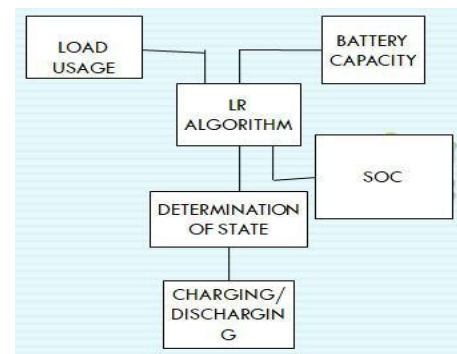 LOAD
USAGE
BATTERY
CAPACITY
LR
ALGORITHM
SOC
DETERMINATION
OF STATE
CHARGING/
DISCHARGIN
G